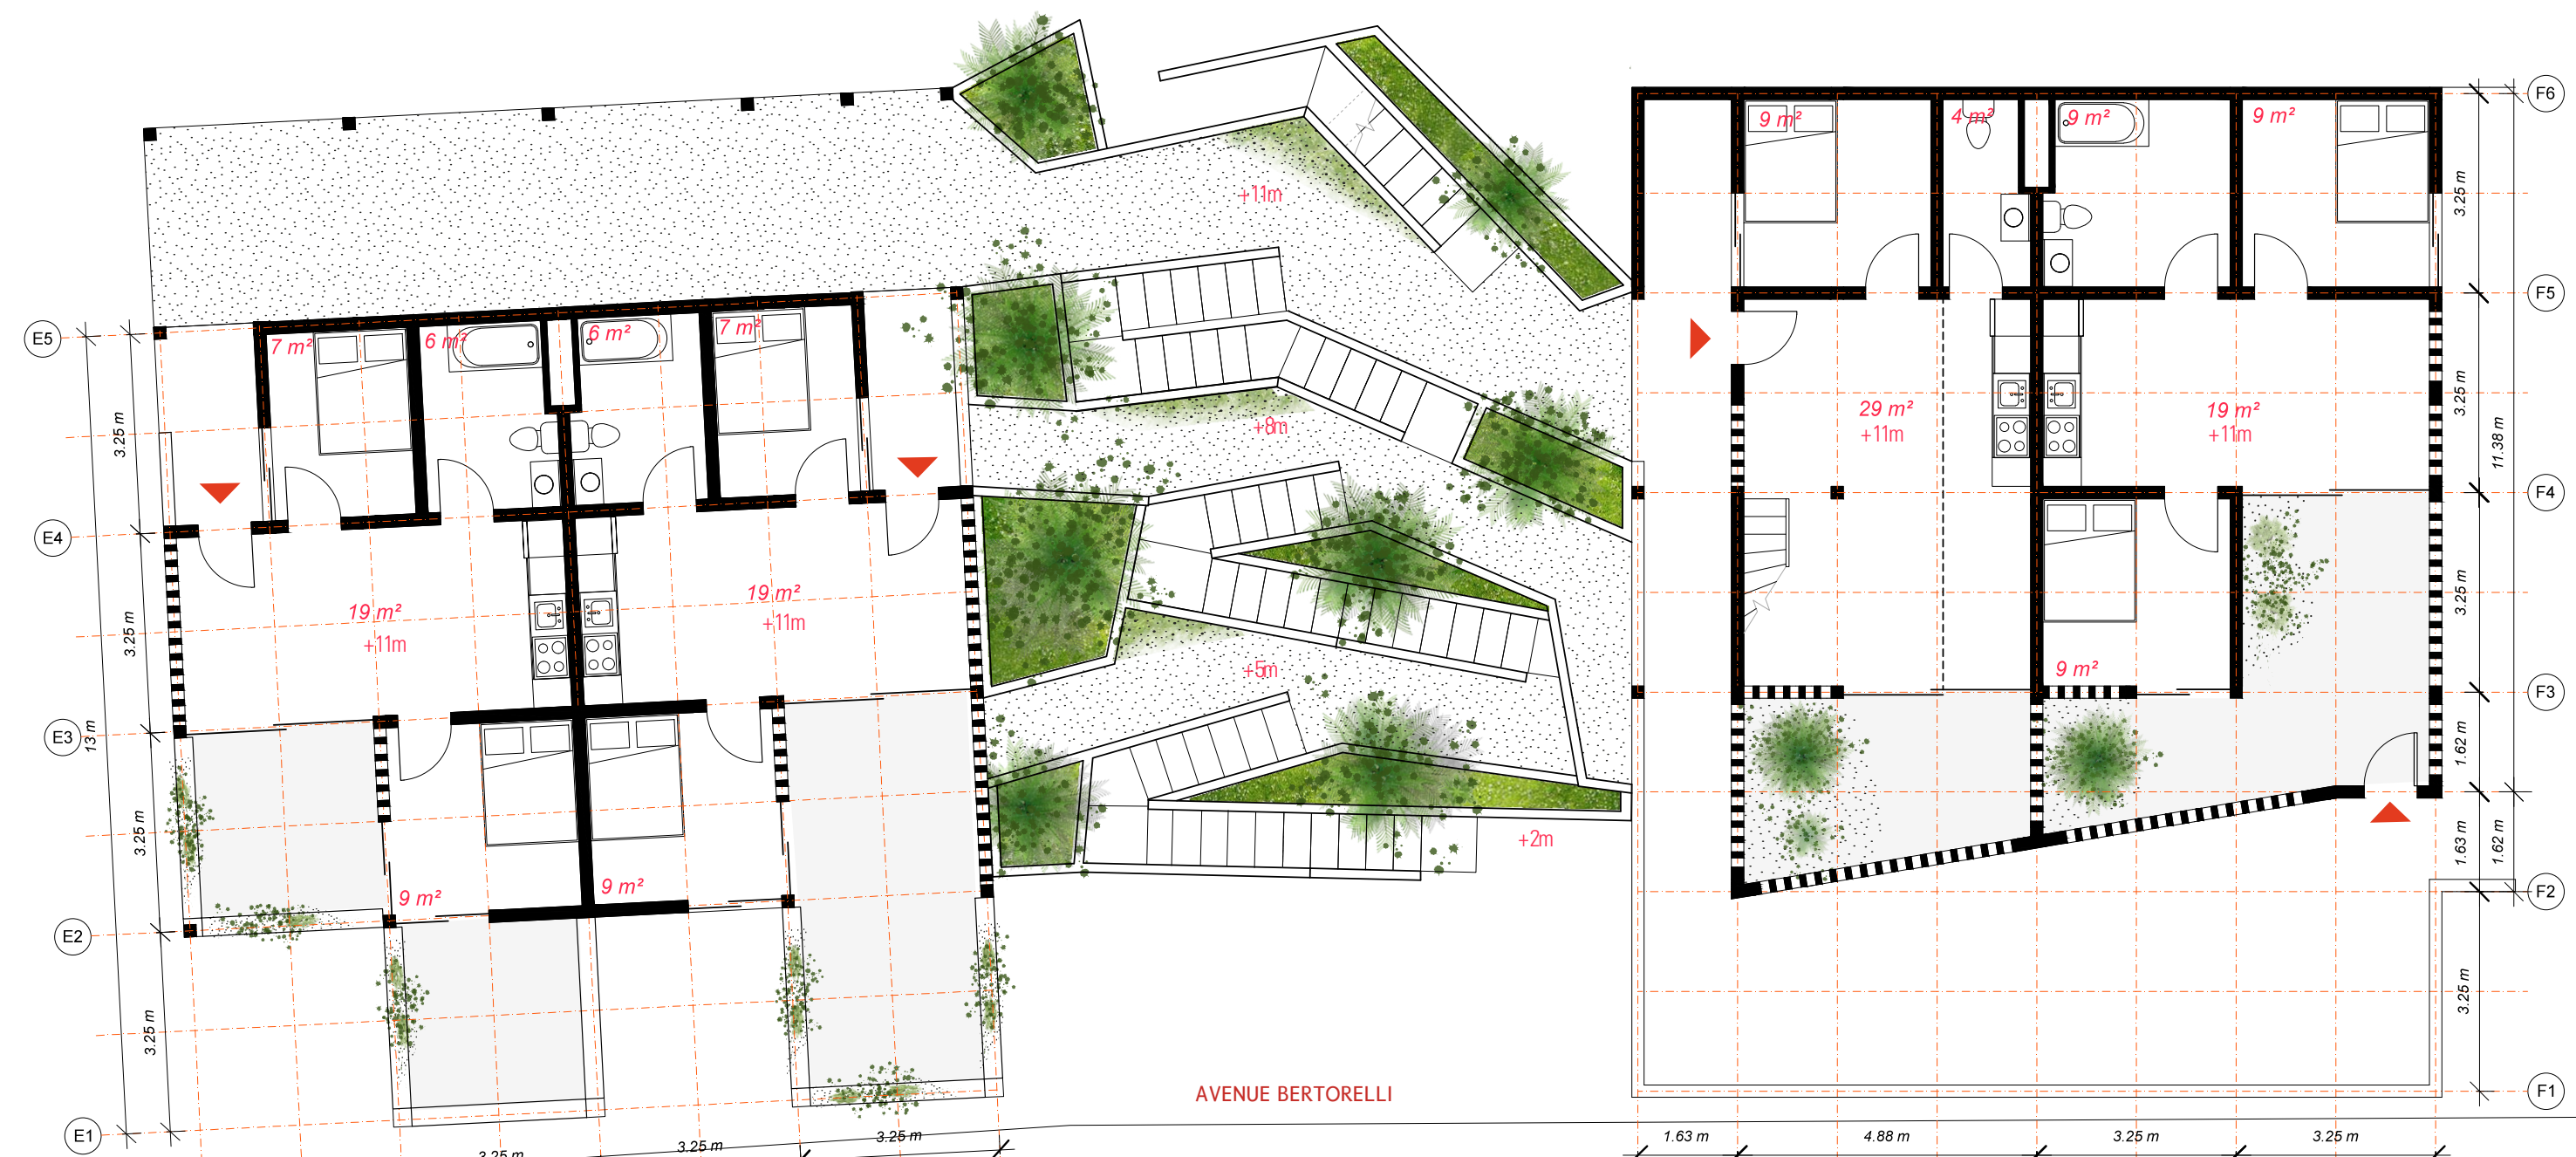 F6
9 m²
4 m²
9 m²
9 m²
+11m
3.25 m
F5
E5
7 m²
6 m²
6 m²
7 m²
3.25 m
3.25 m
29 m²
+11m
19 m²
+11m
11.38 m
+8m
F4
E4
3.25 m
19 m²
+11m
19 m²
+11m
3.25 m
+5m
9 m²
F3
E3
13 m
1.62 m
3.25 m
+2m
1.63 m
1.62 m
9 m²
9 m²
F2
E2
3.25 m
3.25 m
AVENUE BERTORELLI
F1
E1
3.25 m
3.25 m
3.25 m
1.63 m
4.88 m
3.25 m
3.25 m